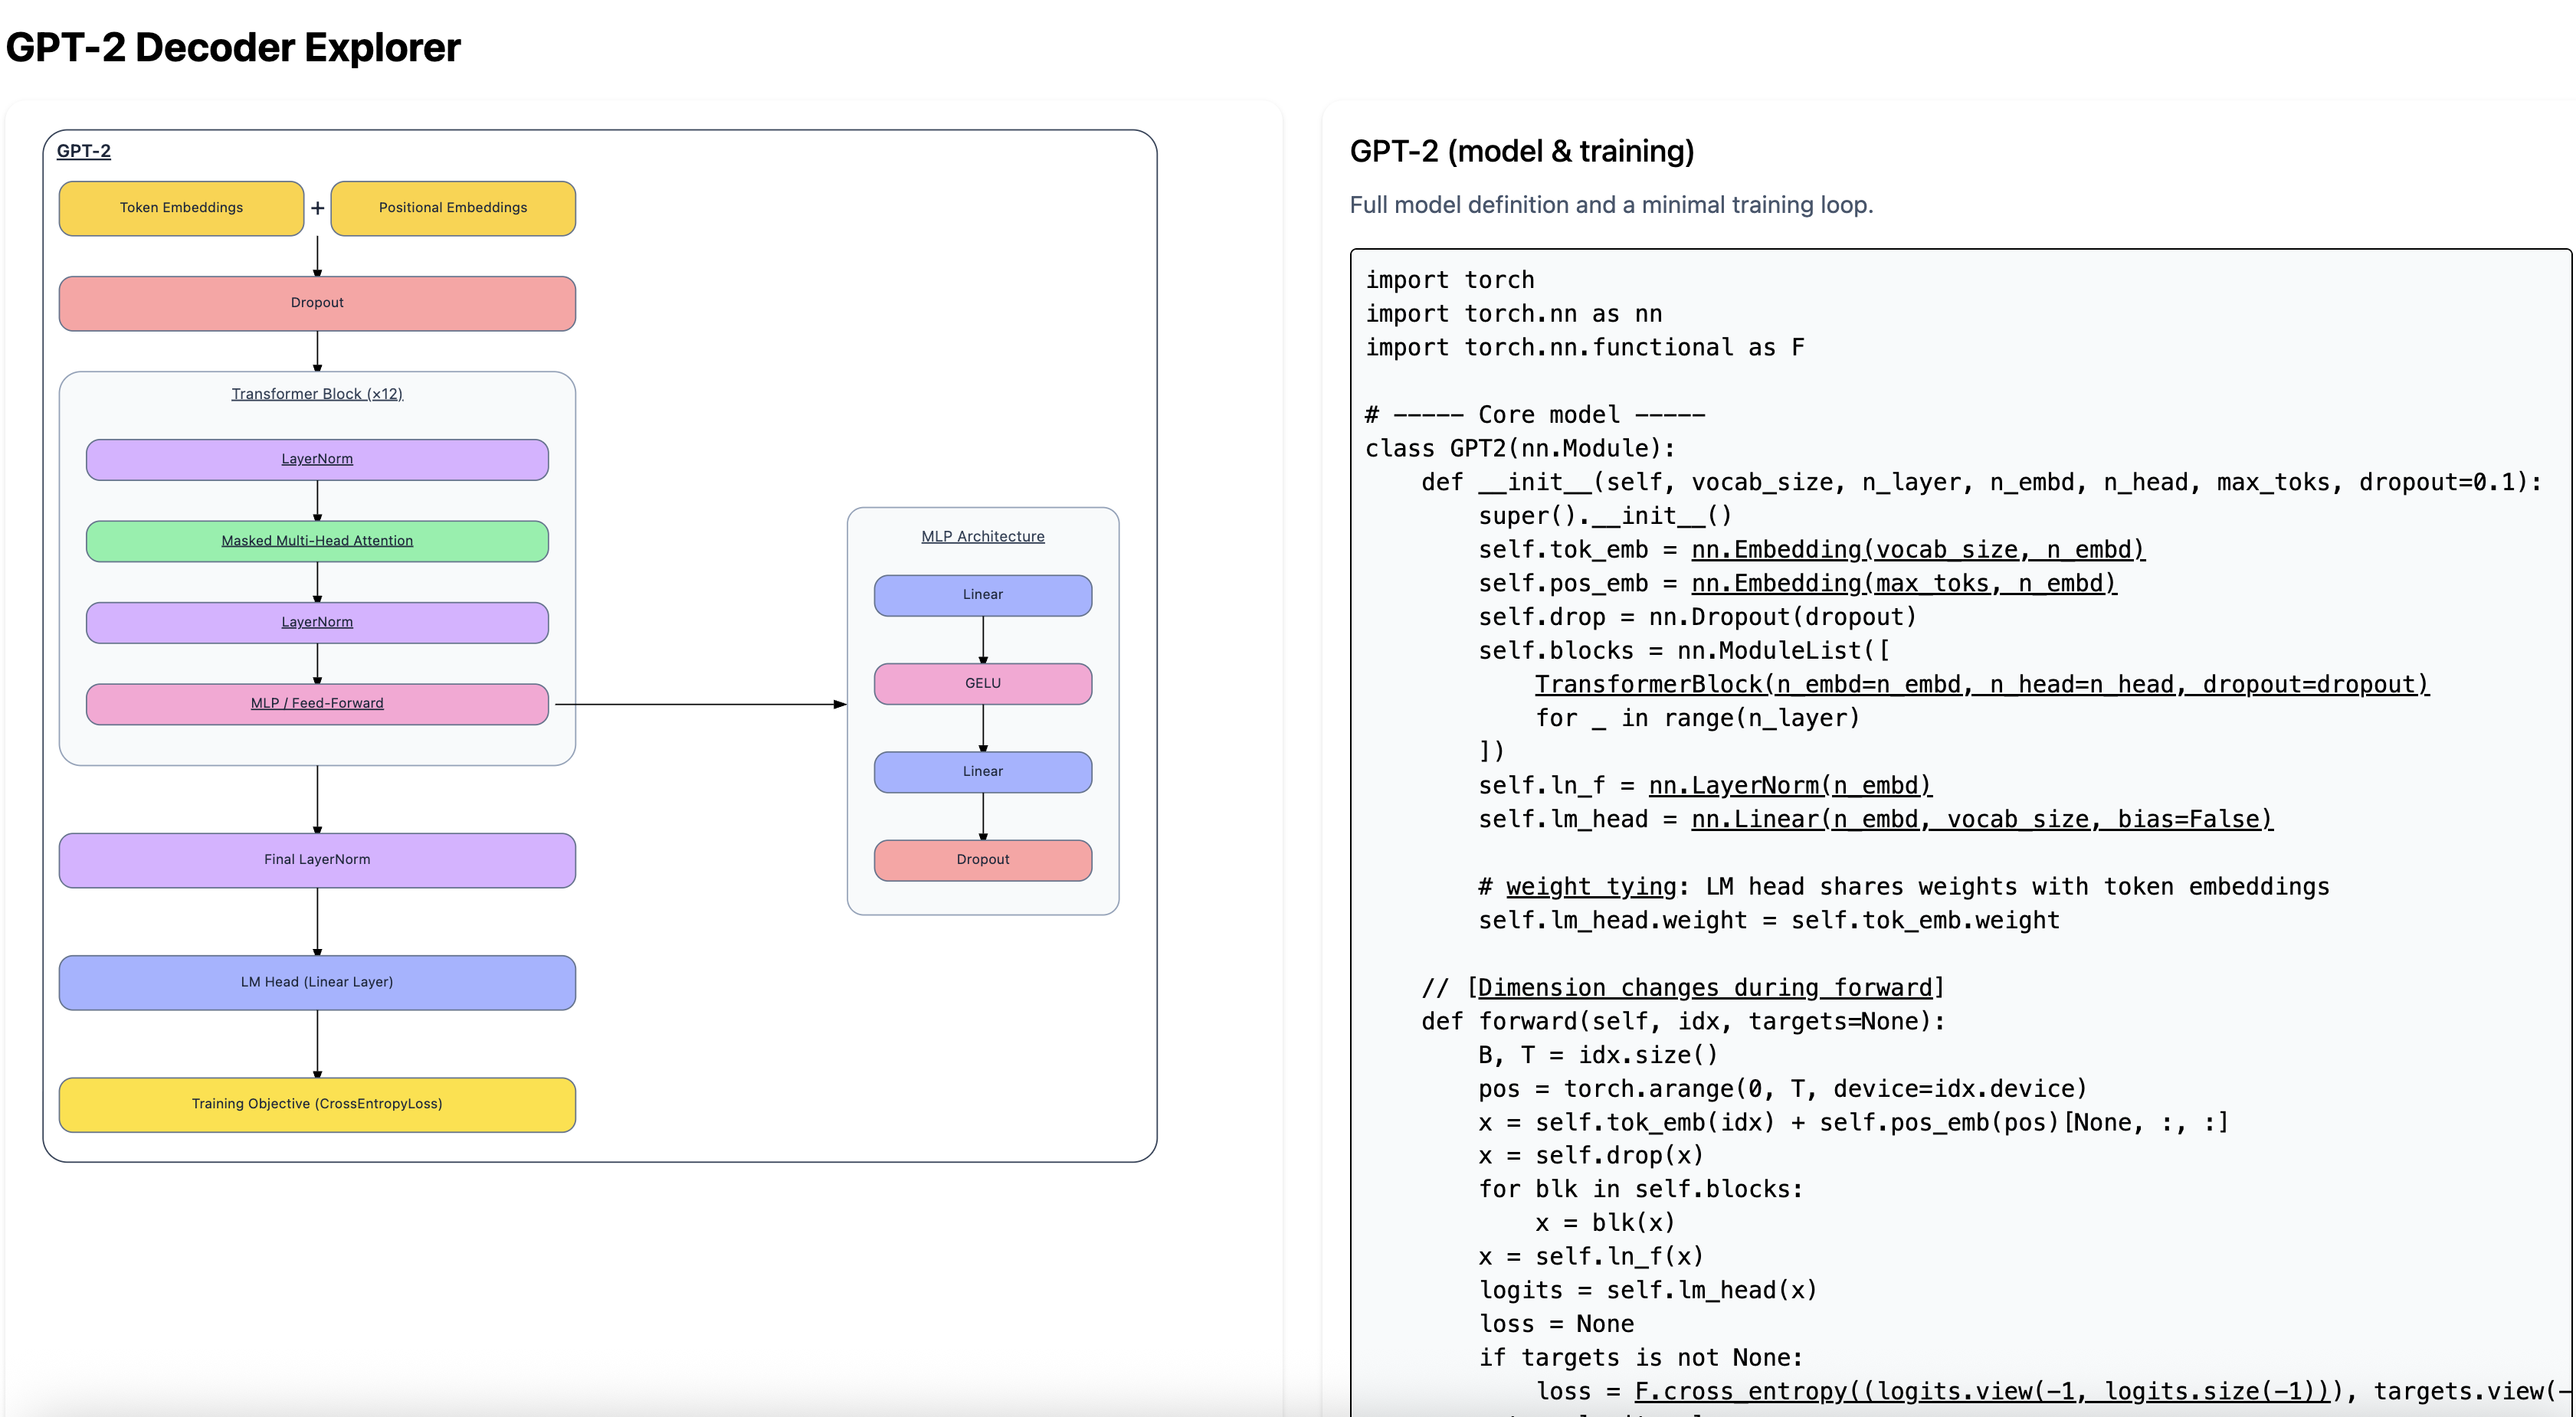 GPT-2 Decoder Explorer
GPT-2
Token Embeddings + Positional Embeddings
Dropout
Transformer Block (×12)
LayerNorm
Masked Multi-Head Attention
LayerNorm
MLP / Feed-Forward
Final LayerNorm
LM Head (Linear Layer)
Training Objective (CrossEntropyLoss)
MLP Architecture
Linear
GELU
Linear
Dropout
GPT-2 (model & training)
Full model definition and a minimal training loop.
import torch
import torch.nn as nn
import torch.nn.functional as F
# ––––– Core model –––––
class GPT2(nn.Module):
    def __init__(self, vocab_size, n_layer, n_embd, n_head, max_toks, dropout=0.1):
        super().__init__()
        self.tok_emb = nn.Embedding(vocab_size, n_embd)
        self.pos_emb = nn.Embedding(max_toks, n_embd)
        self.drop = nn.Dropout(dropout)
        self.blocks = nn.ModuleList([
            TransformerBlock(n_embd=n_embd, n_head=n_head, dropout=dropout)
            for _ in range(n_layer)
        ])
        self.ln_f = nn.LayerNorm(n_embd)
        self.lm_head = nn.Linear(n_embd, vocab_size, bias=False)
        # weight tying: LM head shares weights with token embeddings
        self.lm_head.weight = self.tok_emb.weight
    // [Dimension changes during forward]
    def forward(self, idx, targets=None):
        B, T = idx.size()
        pos = torch.arange(0, T, device=idx.device)
        x = self.tok_emb(idx) + self.pos_emb(pos)[None, :, :]
        x = self.drop(x)
        for blk in self.blocks:
            x = blk(x)
        x = self.ln_f(x)
        logits = self.lm_head(x)
        loss = None
        if targets is not None:
            loss = F.cross_entropy((logits.view(-1, logits.size(-1))), targets.view(-